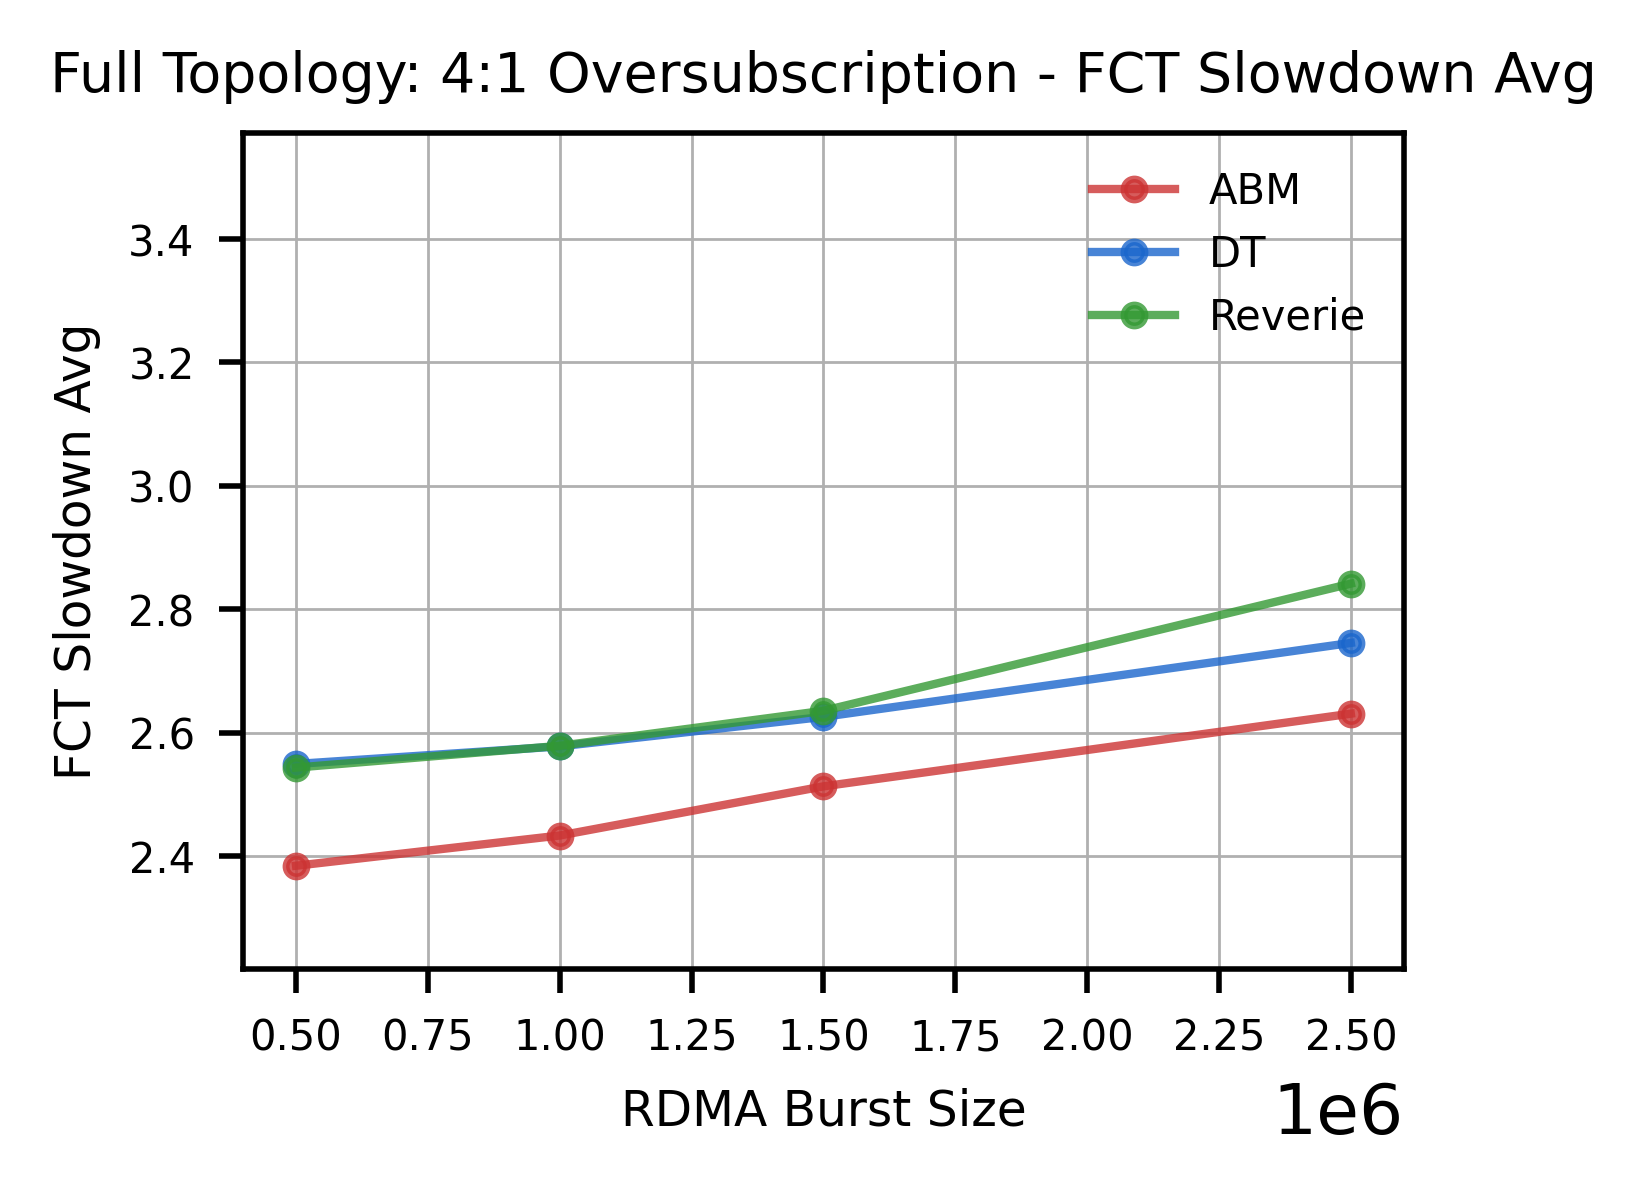 Full Topology: 4:1 Oversubscription - FCT Slowdown Avg
ABM
DT
Reverie
FCT Slowdown Avg
3.4
3.2
3.0
2.8
2.6
2.4
0.50 0.75 1.00 1.25 1.50 1.75 2.00 2.25 2.50
RDMA Burst Size
1e6